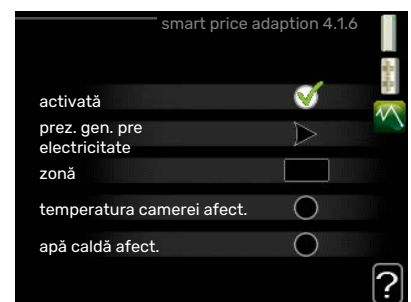 smart price adaption 4.1.6
activată
prez. gen. pre
electricitate
zonă
temperatura camerei afect.
apă caldă afect.
?